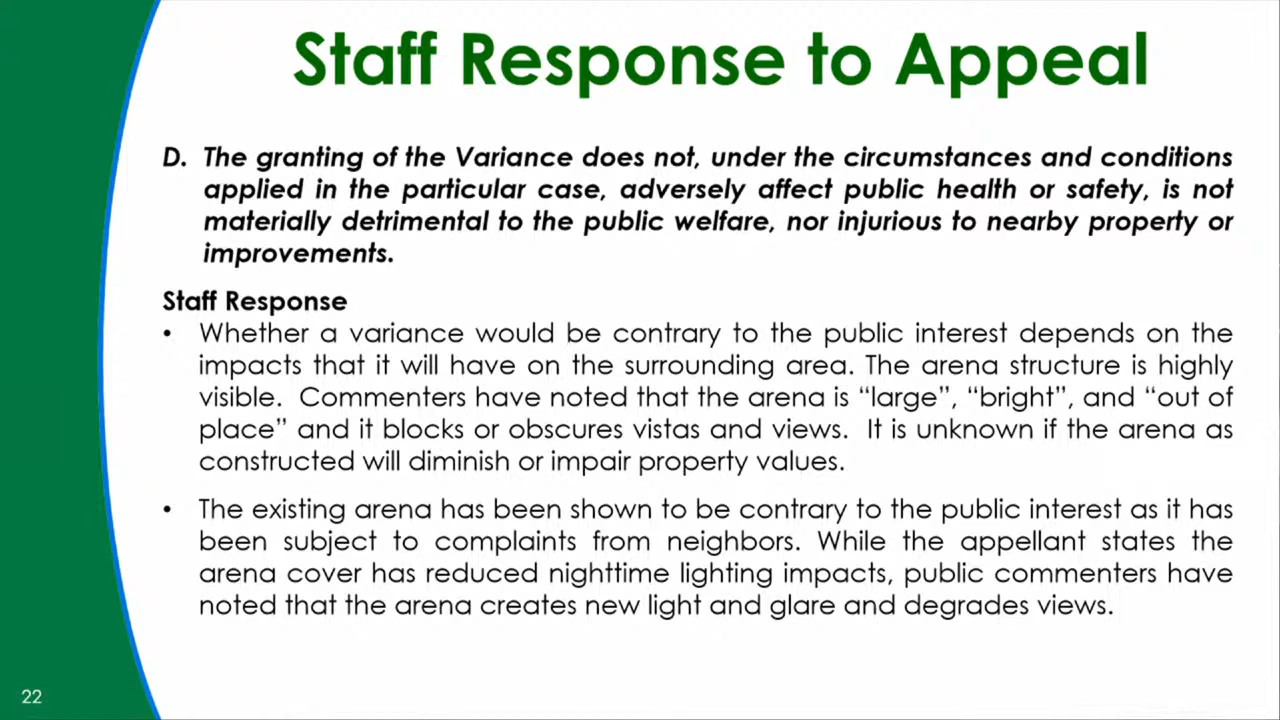 Staff Response to Appeal
D. The granting of the Variance does not, under the circumstances and conditions
applied in the particular case, adversely affect public health or safety, is not
materially detrimental to the public welfare, nor injurious to nearby property or
improvements.
Staff Response
• Whether a variance would be contrary to the public interest depends on the
impacts that it will have on the surrounding area. The arena structure is highly
visible.  Commenters have noted that the arena is “large”, “bright”, and “out of
place” and it blocks or obscures vistas and views.  It is unknown if the arena as
constructed will diminish or impair property values.
• The existing arena has been shown to be contrary to the public interest as it has
been subject to complaints from neighbors. While the appellant states the
arena cover has reduced nighttime lighting impacts, public commenters have
noted that the arena creates new light and glare and degrades views.
22